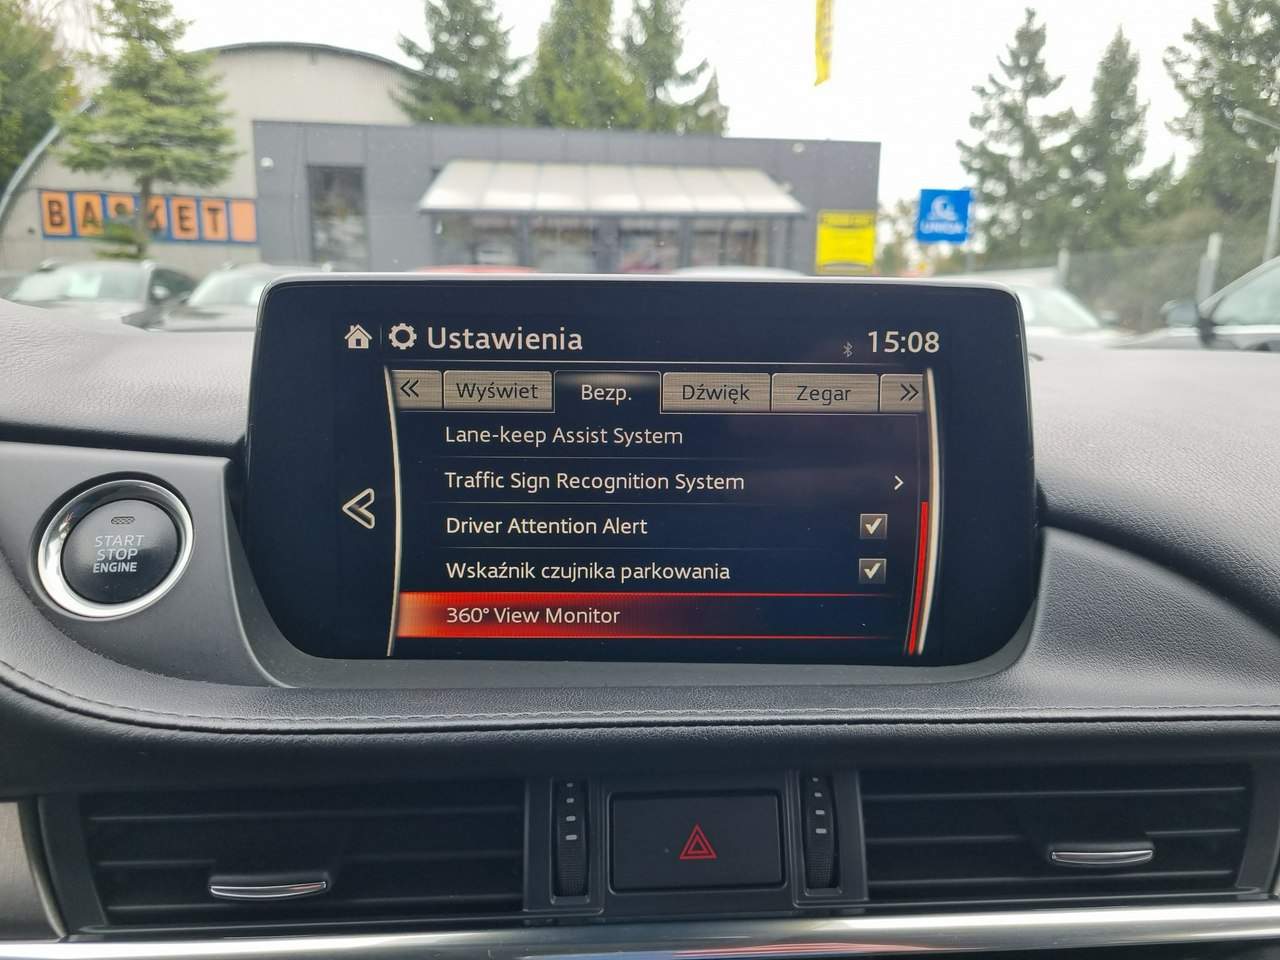 BASKET
UNIQA
Ustawienia
15:08
« Wyświet Bezp. Dźwięk Zegar »
Lane-keep Assist System
Traffic Sign Recognition System
Driver Attention Alert
Wskaźnik czujnika parkowania
360° View Monitor
START
STOP
ENGINE